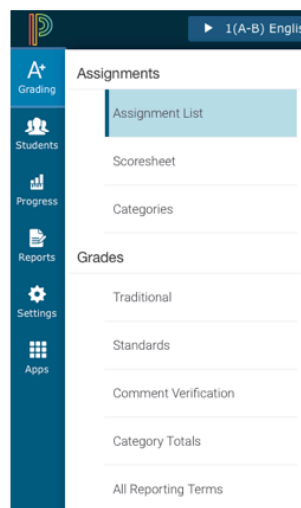 1(A-B) Englis
A+
Grading
Students
Progress
Reports
Settings
Apps
Assignments
Assignment List
Scoresheet
Categories
Grades
Traditional
Standards
Comment Verification
Category Totals
All Reporting Terms